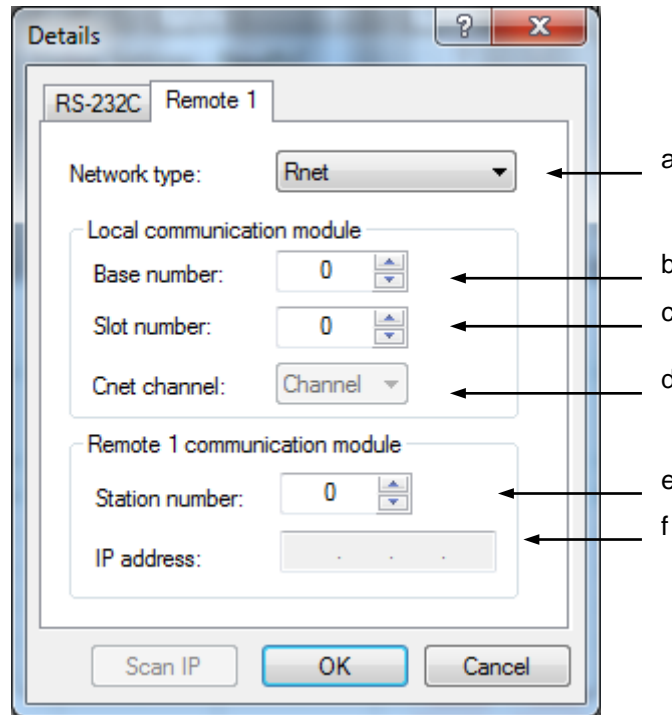 Details
?
RS-232C Remote 1
Network type: Rnet a
Local communication module
Base number: 0 b
Slot number: 0 c
Cnet channel: Channel d
Remote 1 communication module
Station number: 0 e
IP address: . . . f
Scan IP OK Cancel